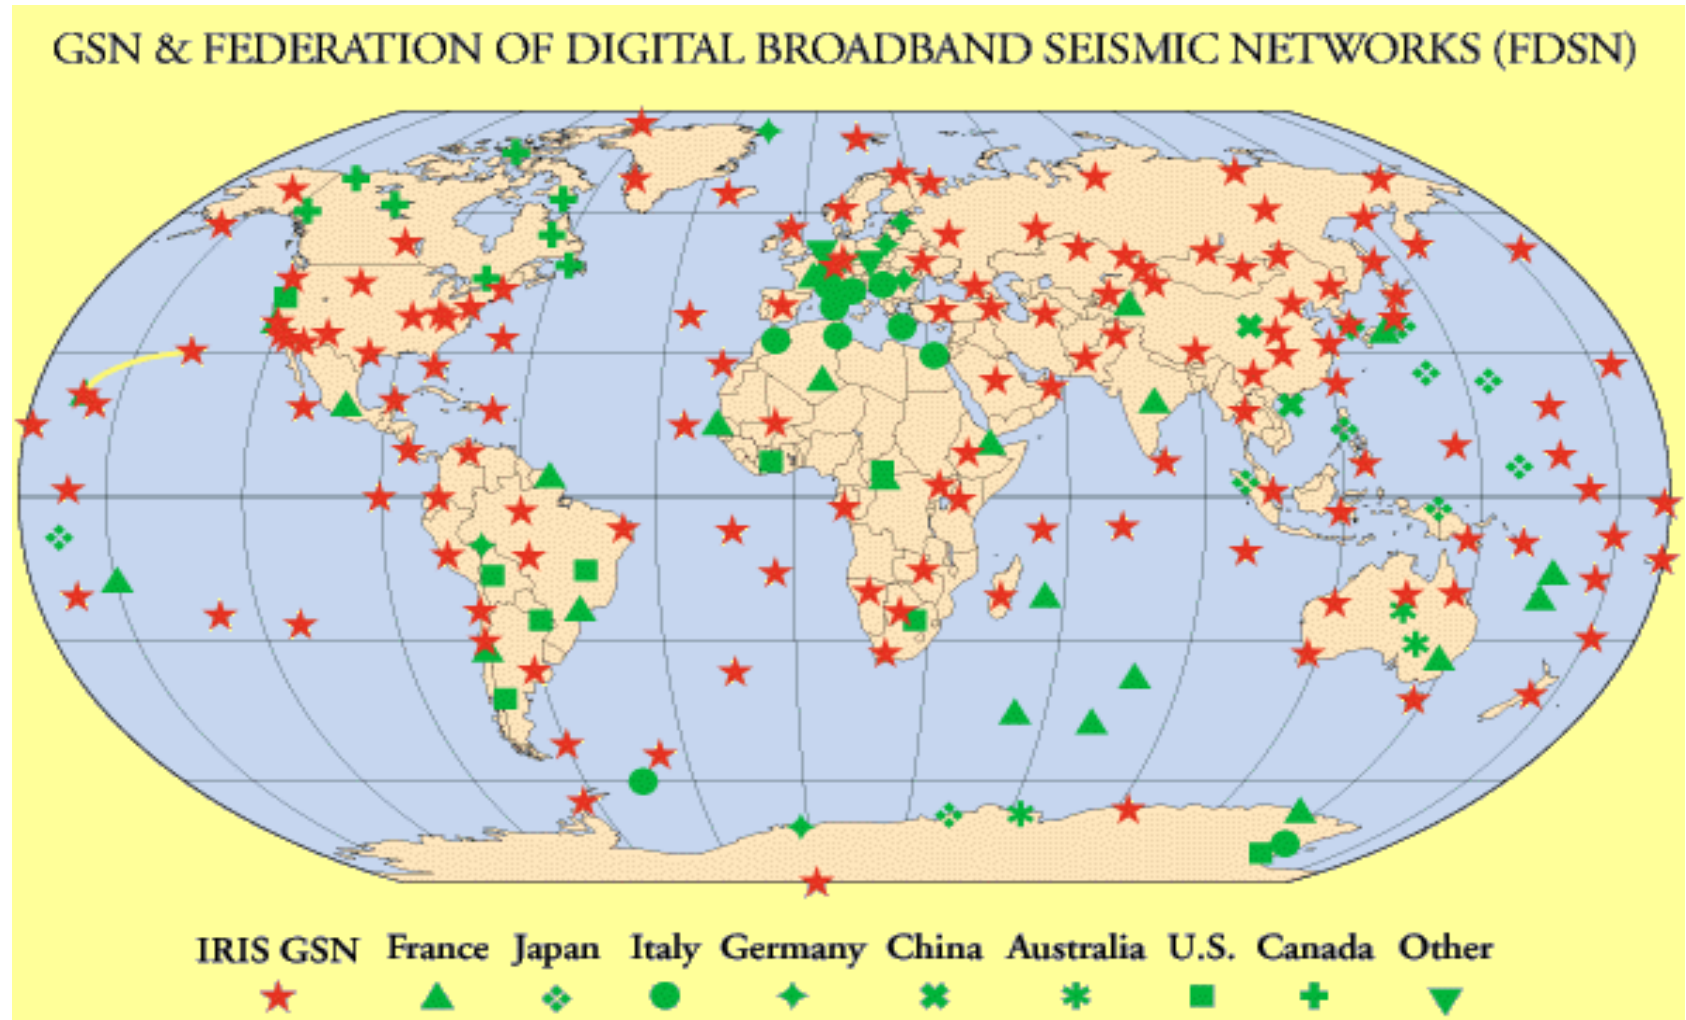 GSN & FEDERATION OF DIGITAL BROADBAND SEISMIC NETWORKS (FDSN)
IRIS GSN France Japan Italy Germany China Australia U.S. Canada Other